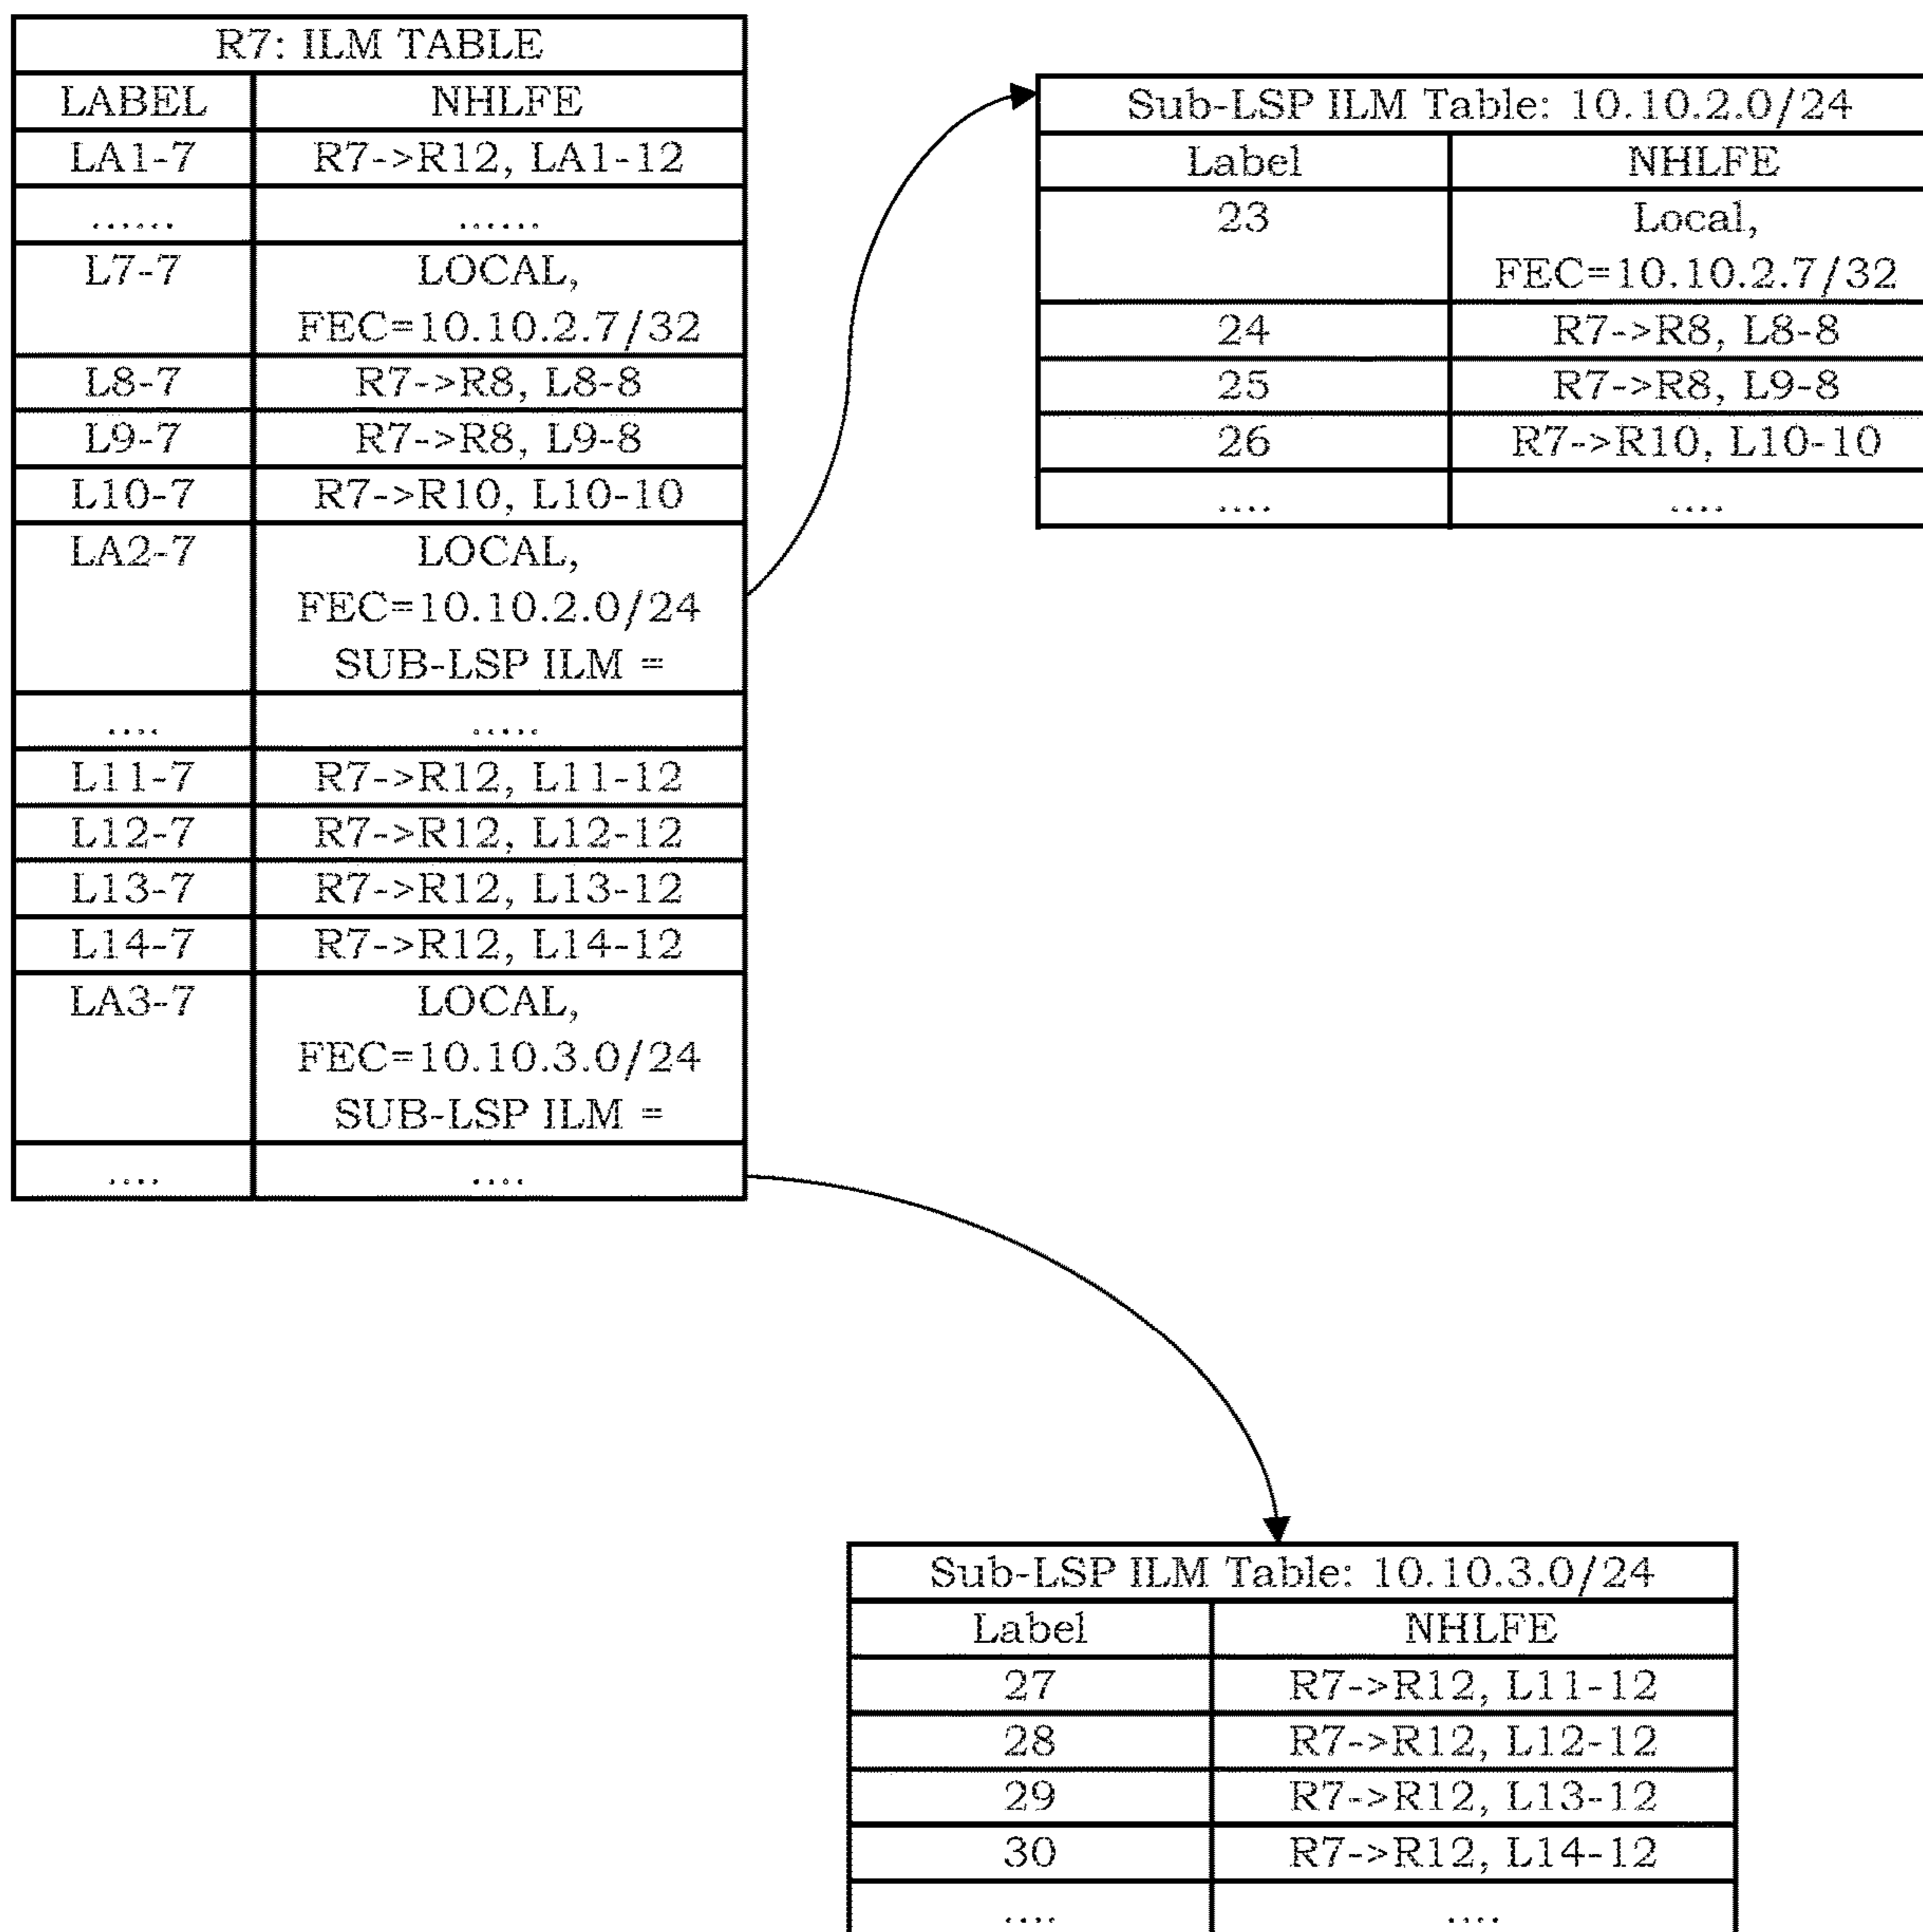 R7: ILM TABLE
LABEL NHLFE
LA1-7 R7->R12, LA1-12
...... ......
L7-7 LOCAL,
FEC=10.10.2.7/32
L8-7 R7->R8, L8-8
L9-7 R7->R8, L9-8
L10-7 R7->R10, L10-10
LA2-7 LOCAL,
FEC=10.10.2.0/24
SUB-LSP ILM =
.... .....
L11-7 R7->R12, L11-12
L12-7 R7->R12, L12-12
L13-7 R7->R12, L13-12
L14-7 R7->R12, L14-12
LA3-7 LOCAL,
FEC=10.10.3.0/24
SUB-LSP ILM =
.... ....
Sub-LSP ILM Table: 10.10.2.0/24
Label NHLFE
23 Local,
FEC=10.10.2.7/32
24 R7->R8, L8-8
25 R7->R8, L9-8
26 R7->R10, L10-10
.... ....
Sub-LSP ILM Table: 10.10.3.0/24
Label NHLFE
27 R7->R12, L11-12
28 R7->R12, L12-12
29 R7->R12, L13-12
30 R7->R12, L14-12
.... ....